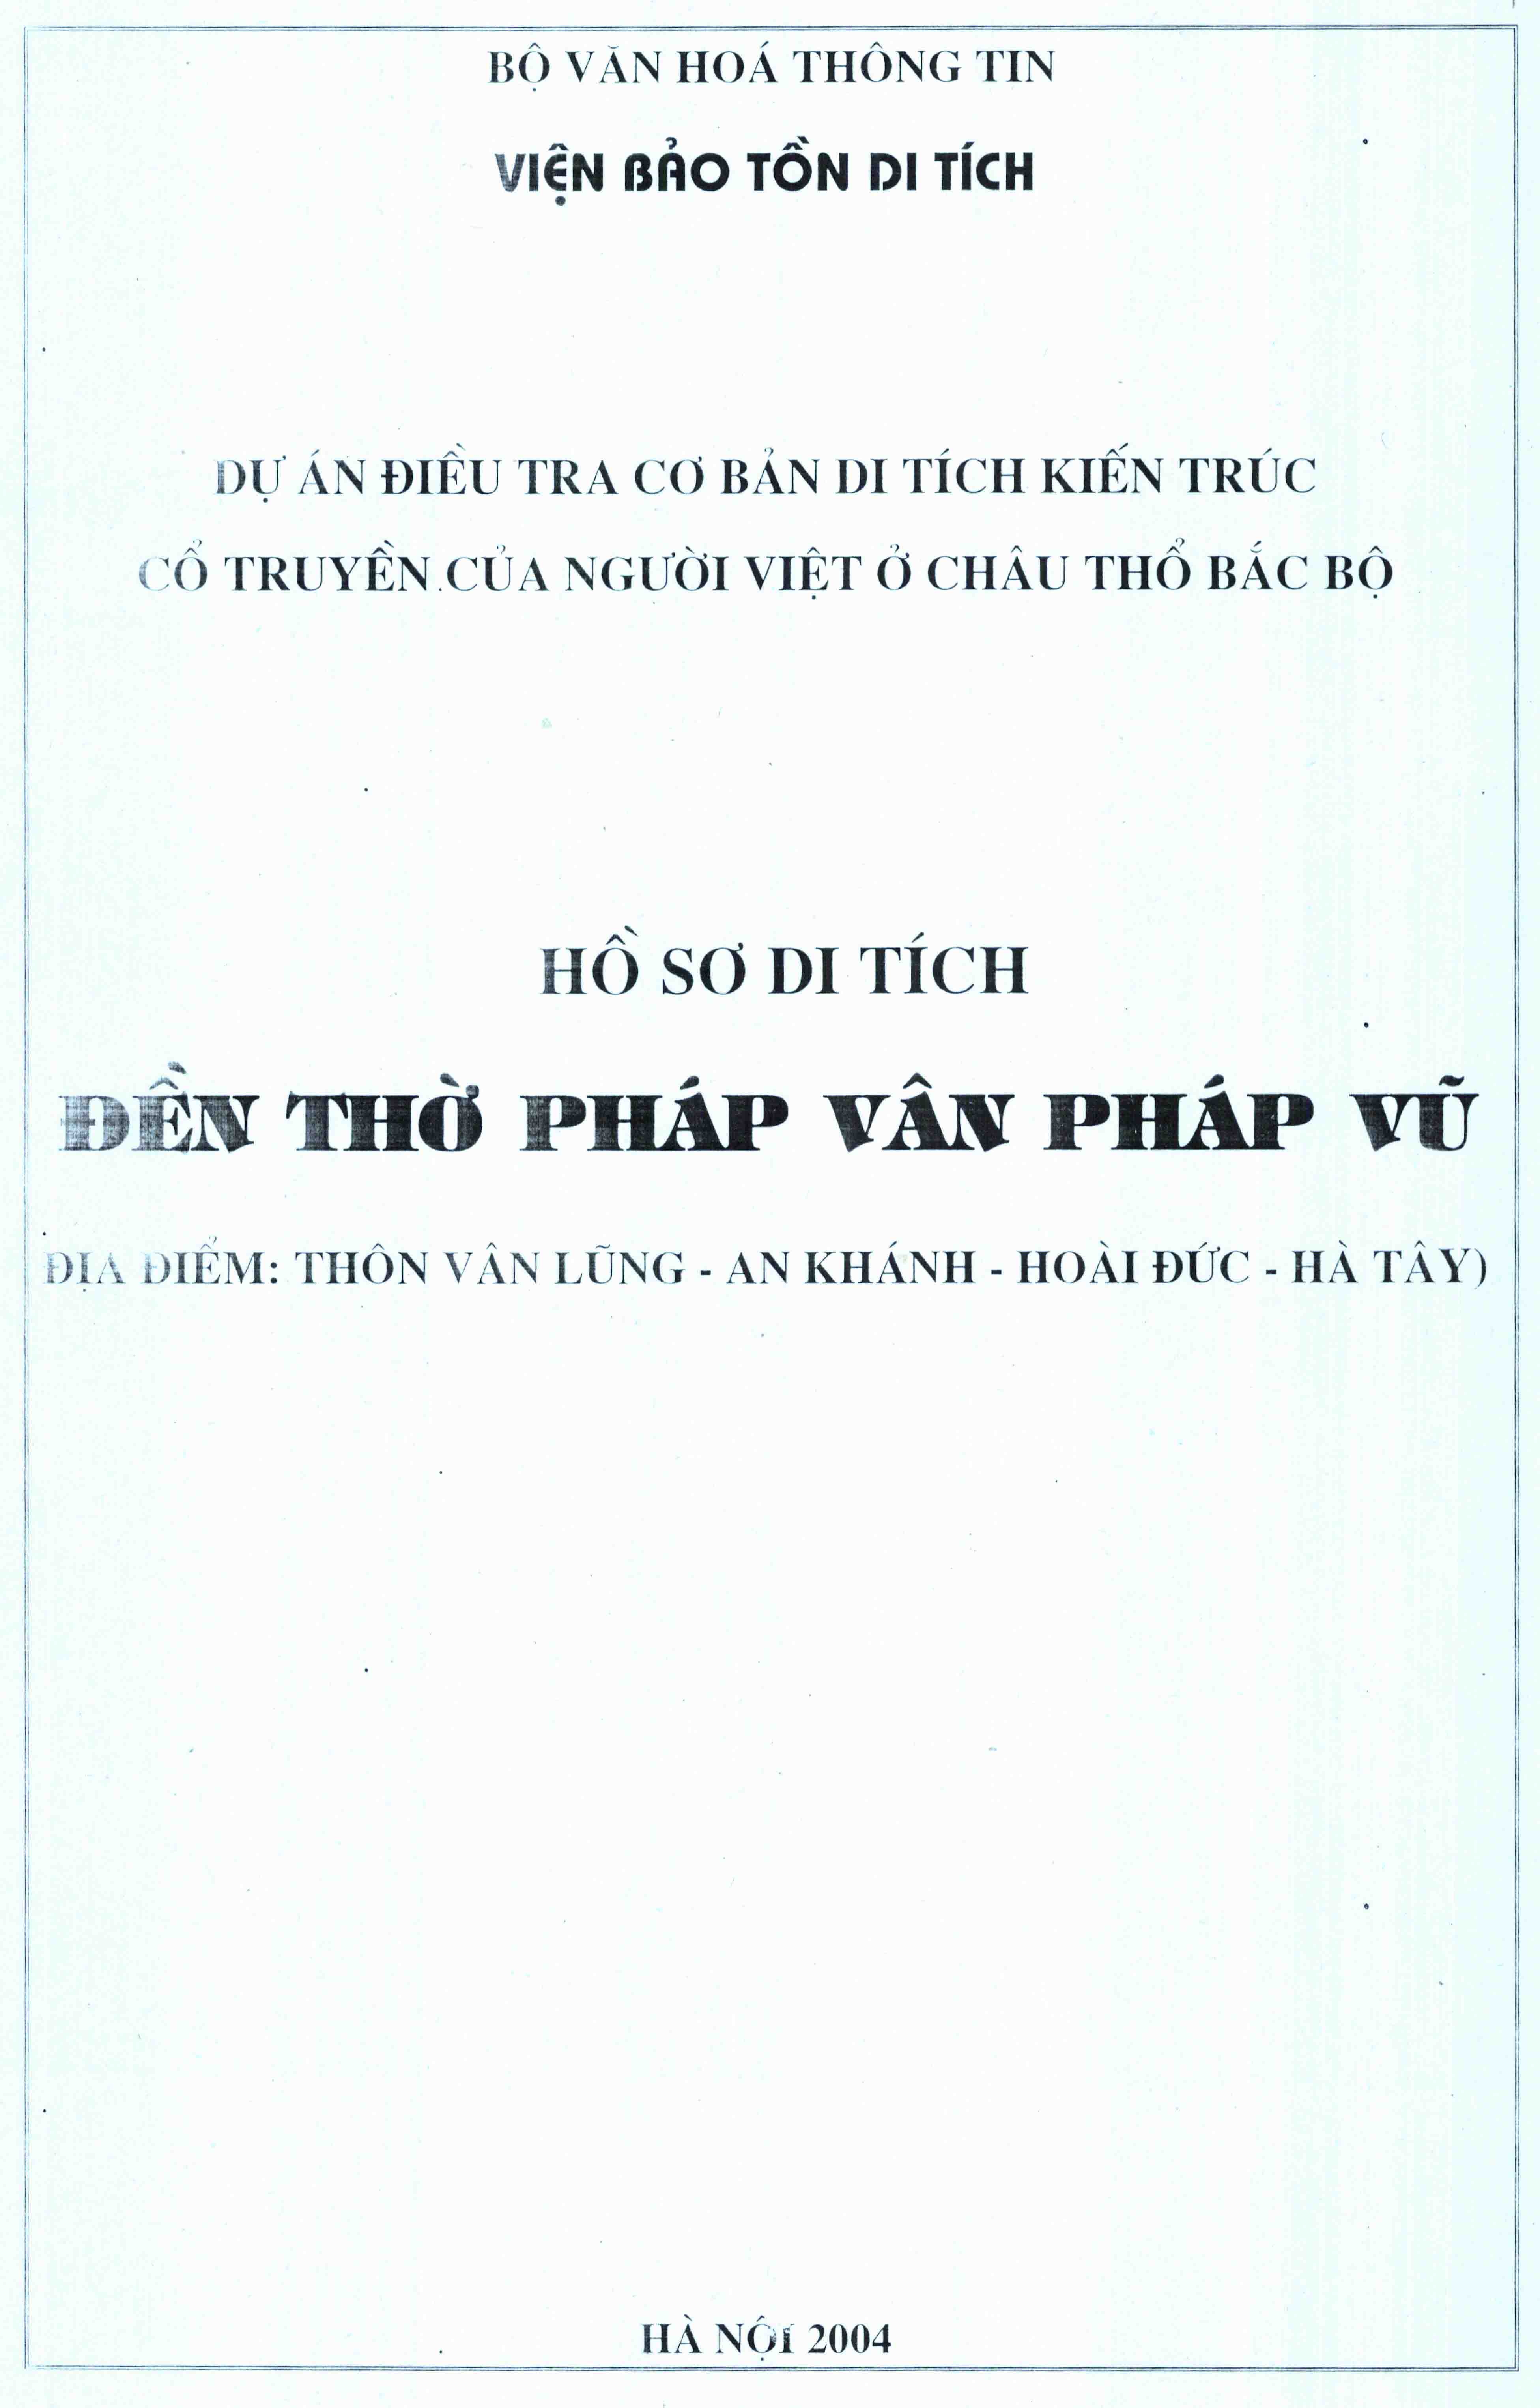 BỘ VĂN HOÁ THÔNG TIN
VIỆN BẢO TỒN DI TÍCH
DỰ ÁN ĐIỀU TRA CƠ BẢN DI TÍCH KIẾN TRÚC
CỔ TRUYỀN CỦA NGƯỜI VIỆT Ở CHÂU THỔ BẮC BỘ
HỒ SƠ DI TÍCH
ĐỀN THỜ PHÁP VÂN PHÁP VŨ
ĐỊA ĐIỂM: THÔN VÂN LŨNG - AN KHÁNH - HOÀI ĐỨC - HÀ TÂY)
HÀ NỘI 2004